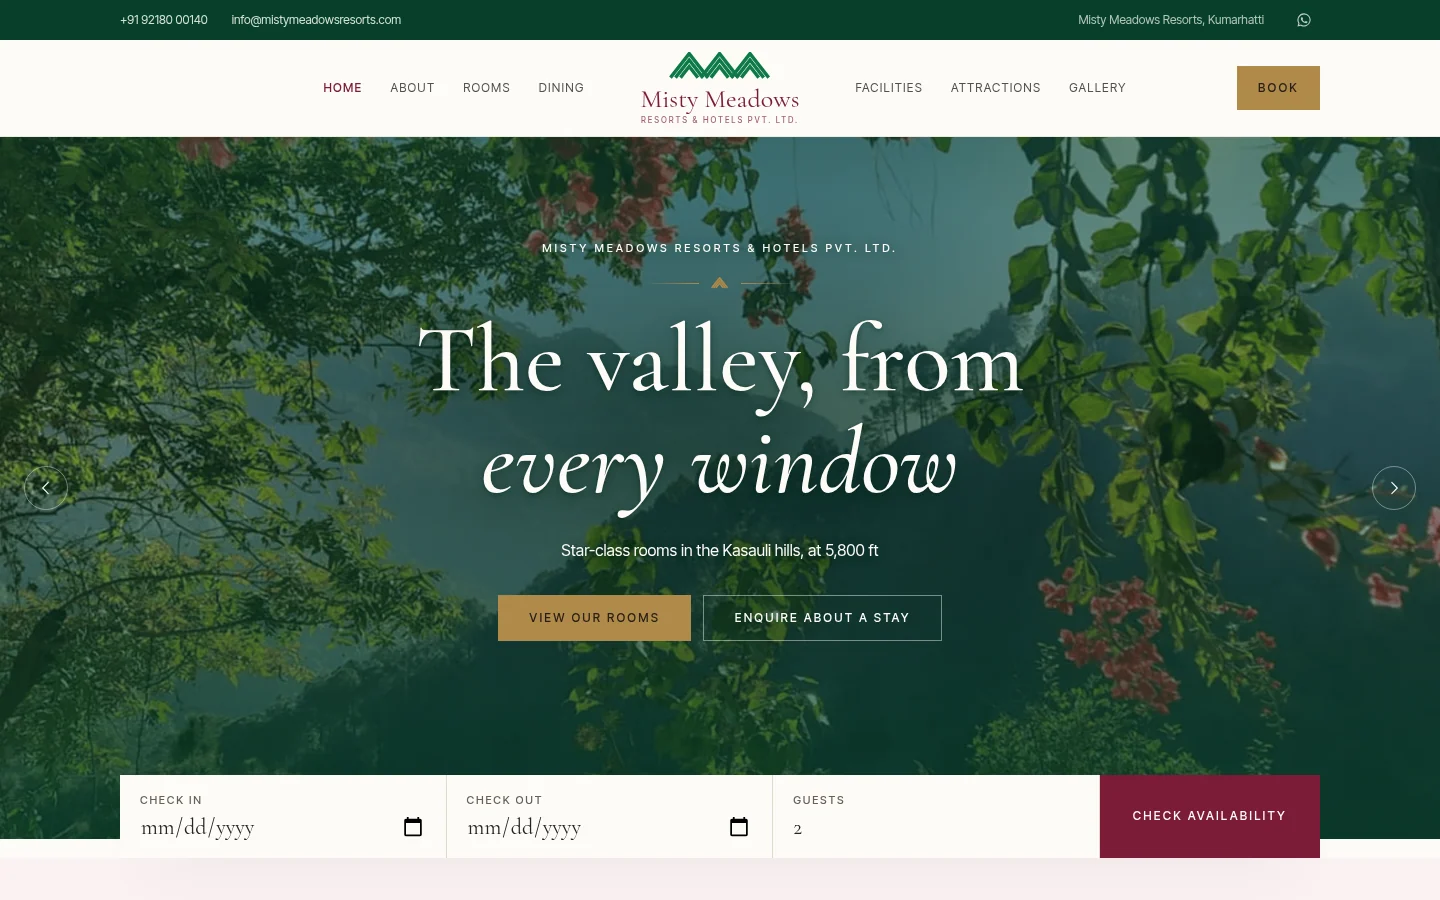 +91 92180 00140
info@mistymeadowsresorts.com
Misty Meadows Resorts, Kumarhatti
HOME
ABOUT
ROOMS
DINING
Misty Meadows
RESORTS & HOTELS PVT. LTD.
FACILITIES
ATTRACTIONS
GALLERY
BOOK
MISTY MEADOWS RESORTS & HOTELS PVT. LTD.
The valley, from
every window
Star-class rooms in the Kasauli hills, at 5,800 ft
VIEW OUR ROOMS
ENQUIRE ABOUT A STAY
CHECK IN
mm/dd/yyyy
CHECK OUT
mm/dd/yyyy
GUESTS
2
CHECK AVAILABILITY